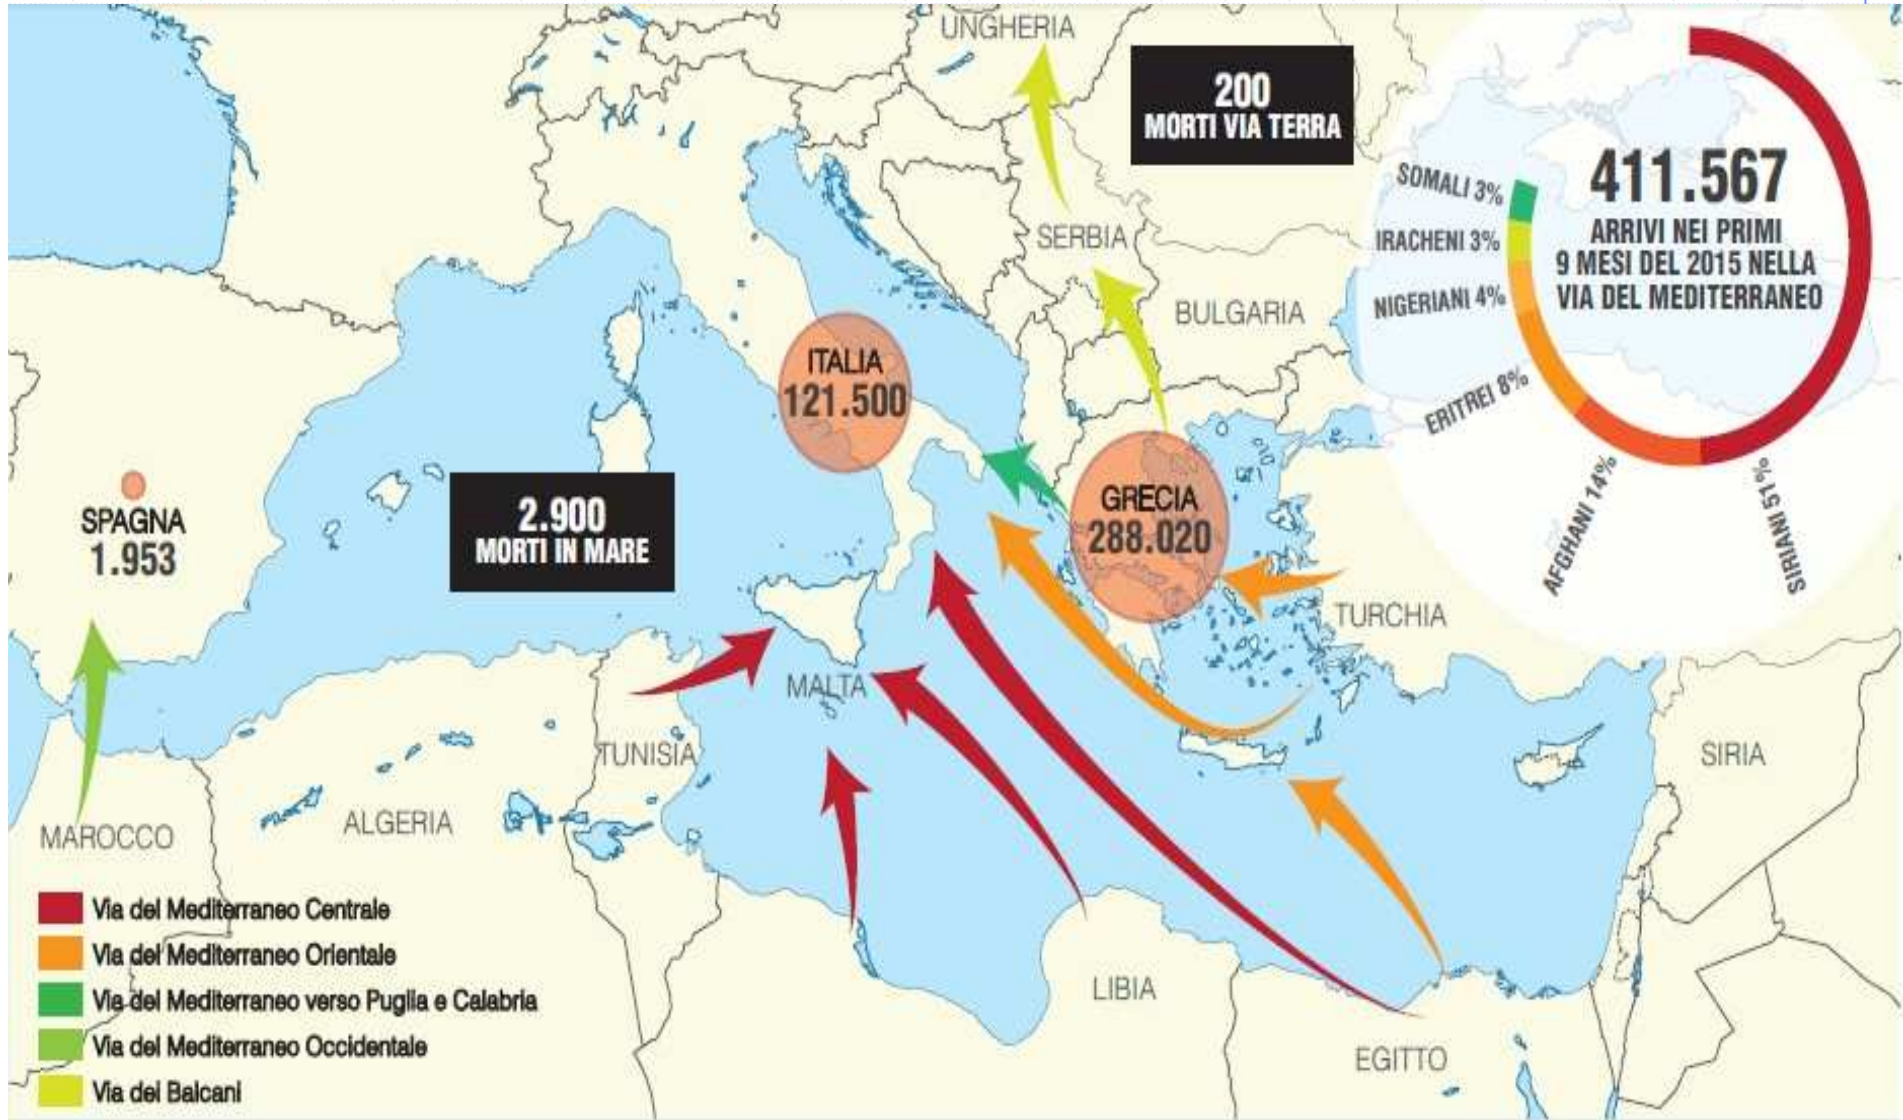 UNGHERIA
200
MORTI VIA TERRA
411.567
ARRIVI NEI PRIMI
9 MESI DEL 2015 NELLA
VIA DEL MEDITERRANEO
SOMALI 3%
IRACHENI 3%
NIGERIANI 4%
ERITREI 8%
AFGHANI 14%
SIRIANI 51%
SERBIA
BULGARIA
ITALIA
121.500
SPAGNA
1.953
2.900
MORTI IN MARE
GRECIA
288.020
TURCHIA
MALTA
TUNISIA
SIRIA
MAROCCO
ALGERIA
LIBIA
EGITTO
Via del Mediterraneo Centrale
Via del Mediterraneo Orientale
Via del Mediterraneo verso Puglia e Calabria
Via del Mediterraneo Occidentale
Via dei Balcani